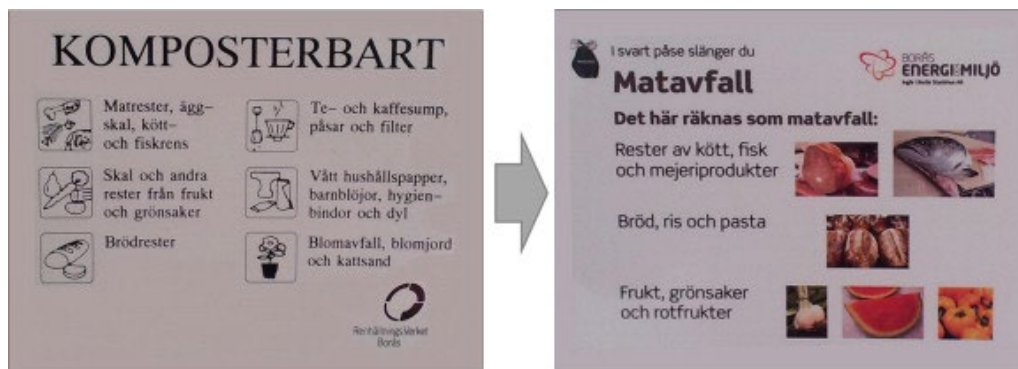 KOMPOSTERBART
Matrester, ägg-
skal, kött-
och fiskrens
Skal och andra
rester från frukt
och grönsaker
Brödrester
Te- och kaffesump,
påsar och filter
Vått hushållspapper,
barnblöjor, hygien-
bindor och dyl
Blomavfall, blomjord
och kattsand
Renhållnings Verket
Borås
I svart påse slänger du
Matavfall
BORÅS
ENERGI OCH MILJÖ
Det här räknas som matavfall:
Rester av kött, fisk
och mejeriprodukter
Bröd, ris och pasta
Frukt, grönsaker
och rotfrukter